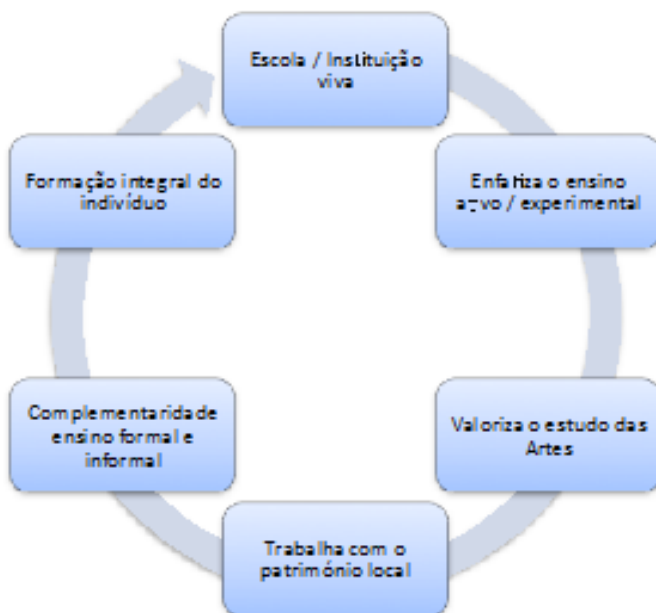 Escola / Instituição
viva
Enfatiza o ensino
ativo / experimental
Valoriza o estudo das
Artes
Trabalha com o
património local
Complementaridade
ensino formal e
informal
Formação integral do
indivíduo